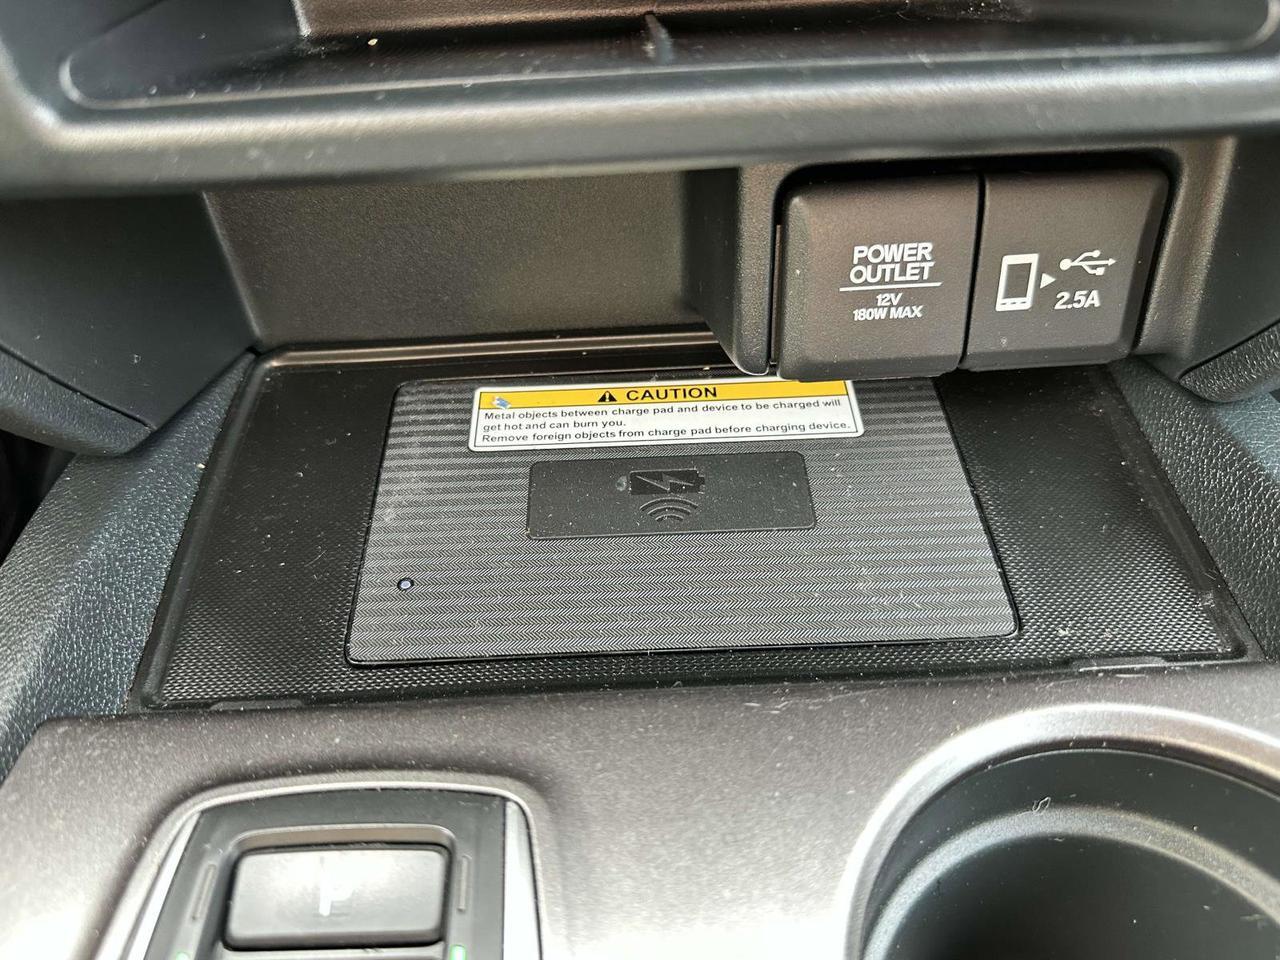 POWER
OUTLET
12V
180W MAX
2.5A
CAUTION
Metal objects between charge pad and device to be charged will
get hot and can burn you.
Remove foreign objects from charge pad before charging device.
P